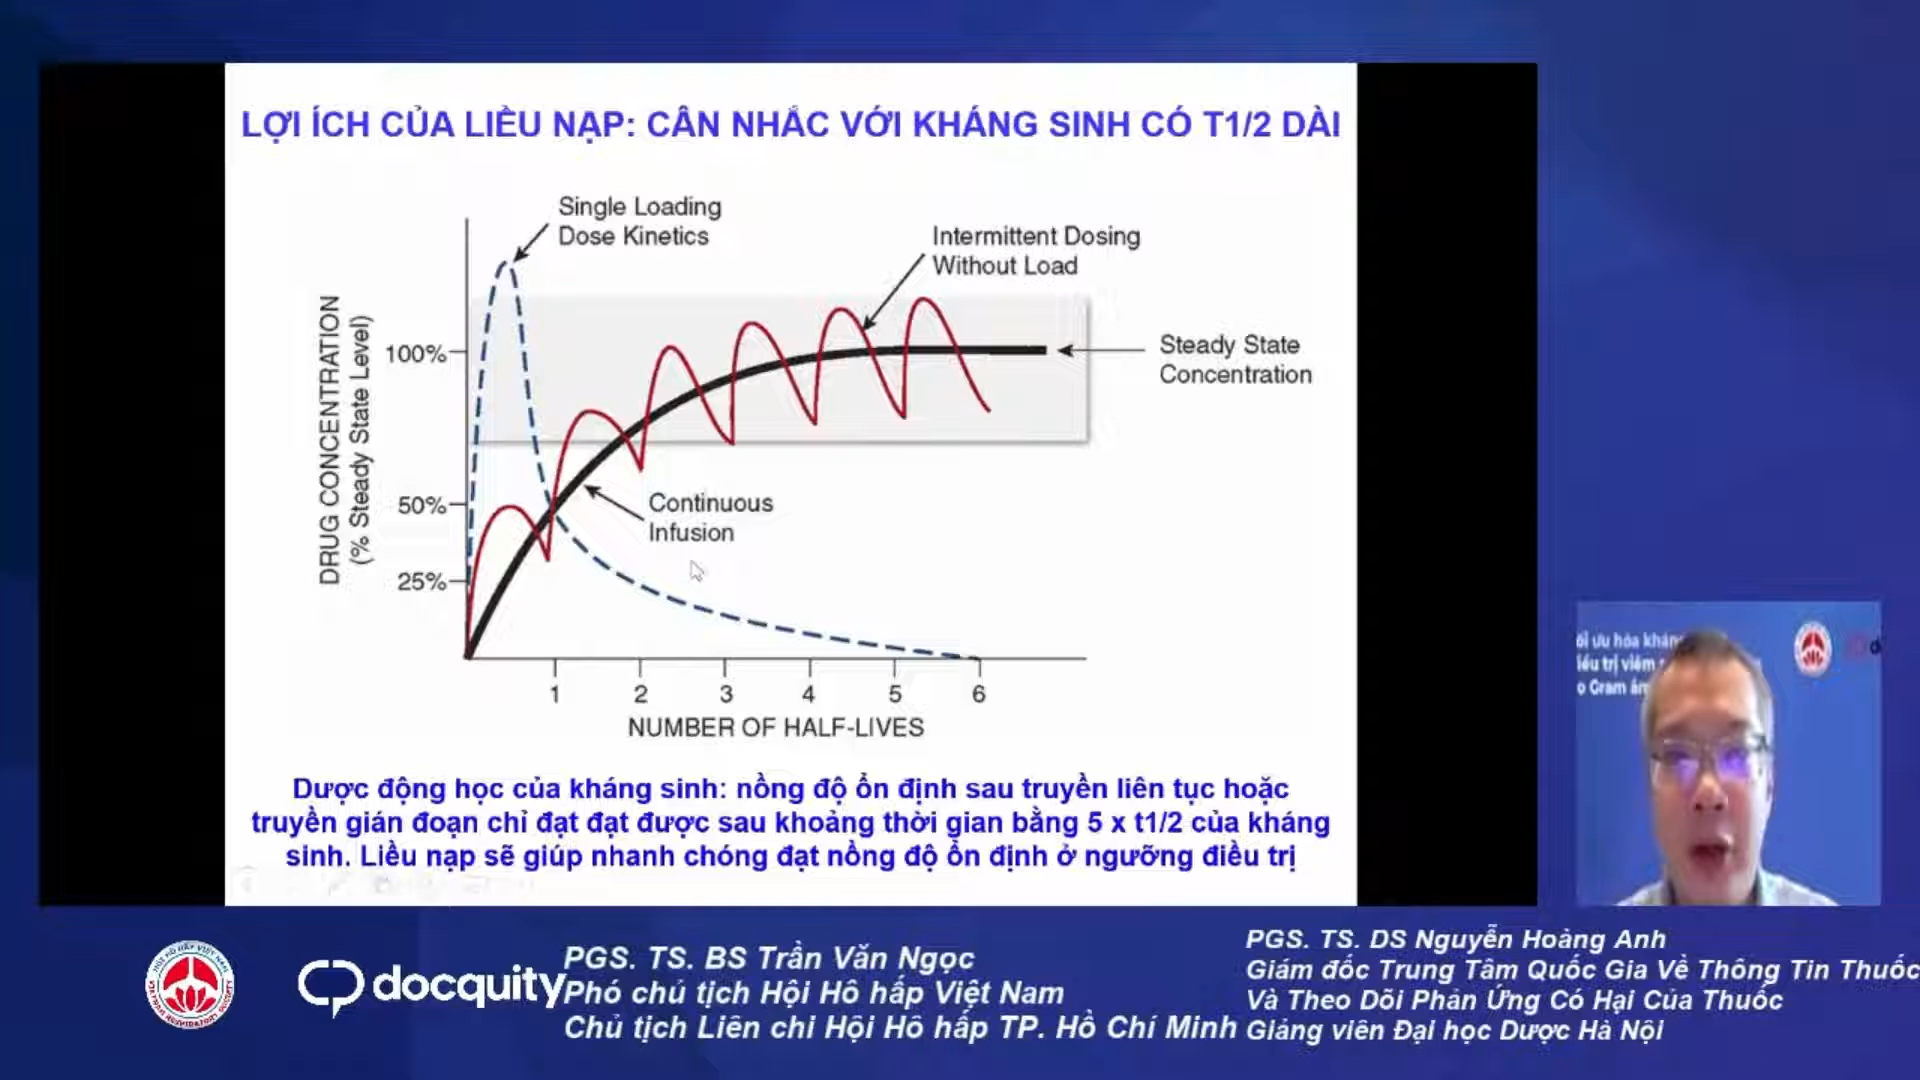 LỢI ÍCH CỦA LIỀU NẠP: CÂN NHẮC VỚI KHÁNG SINH CÓ T1/2 DÀI
Single Loading
Dose Kinetics
Intermittent Dosing
Without Load
DRUG CONCENTRATION
(% Steady State Level)
100%
50%
25%
Steady State
Concentration
Continuous
Infusion
1 2 3 4 5 6
NUMBER OF HALF-LIVES
Dược động học của kháng sinh: nồng độ ổn định sau truyền liên tục hoặc
truyền gián đoạn chỉ đạt đạt được sau khoảng thời gian bằng 5 x t1/2 của kháng
sinh. Liều nạp sẽ giúp nhanh chóng đạt nồng độ ổn định ở ngưỡng điều trị
ưu hóa
trị viêm
Gram
docquity
PGS. TS. BS Trần Văn Ngọc
Phó chủ tịch Hội Hô hấp Việt Nam
Chủ tịch Liên chi Hội Hô hấp TP. Hồ Chí Minh
PGS. TS. DS Nguyễn Hoàng Anh
Giám đốc Trung Tâm Quốc Gia Về Thông Tin Thuốc
Và Theo Dõi Phản Ứng Có Hại Của Thuốc
Giảng viên Đại học Dược Hà Nội